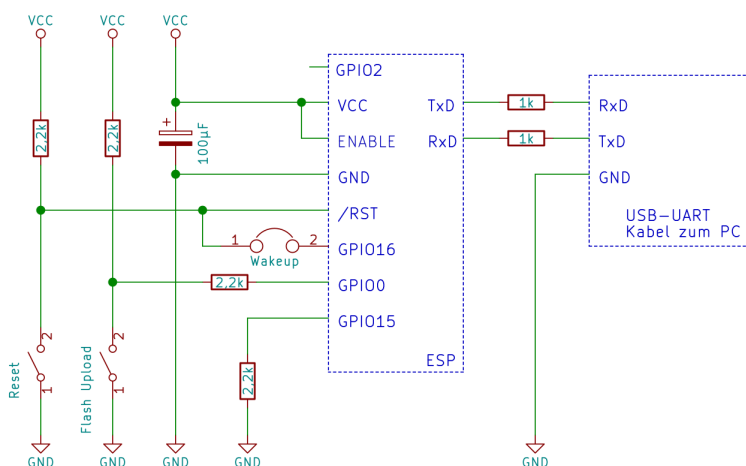 VCC
VCC
VCC
2,2k
2,2k
+
100µF
GPIO2
VCC
ENABLE
GND
/RST
GPIO16
GPIO0
GPIO15
TxD
RxD
ESP
1k
1k
RxD
TxD
GND
USB-UART
Kabel zum PC
1
2
Wakeup
2,2k
2,2k
2
1
Reset
2
1
Flash Upload
GND
GND
GND
GND
GND